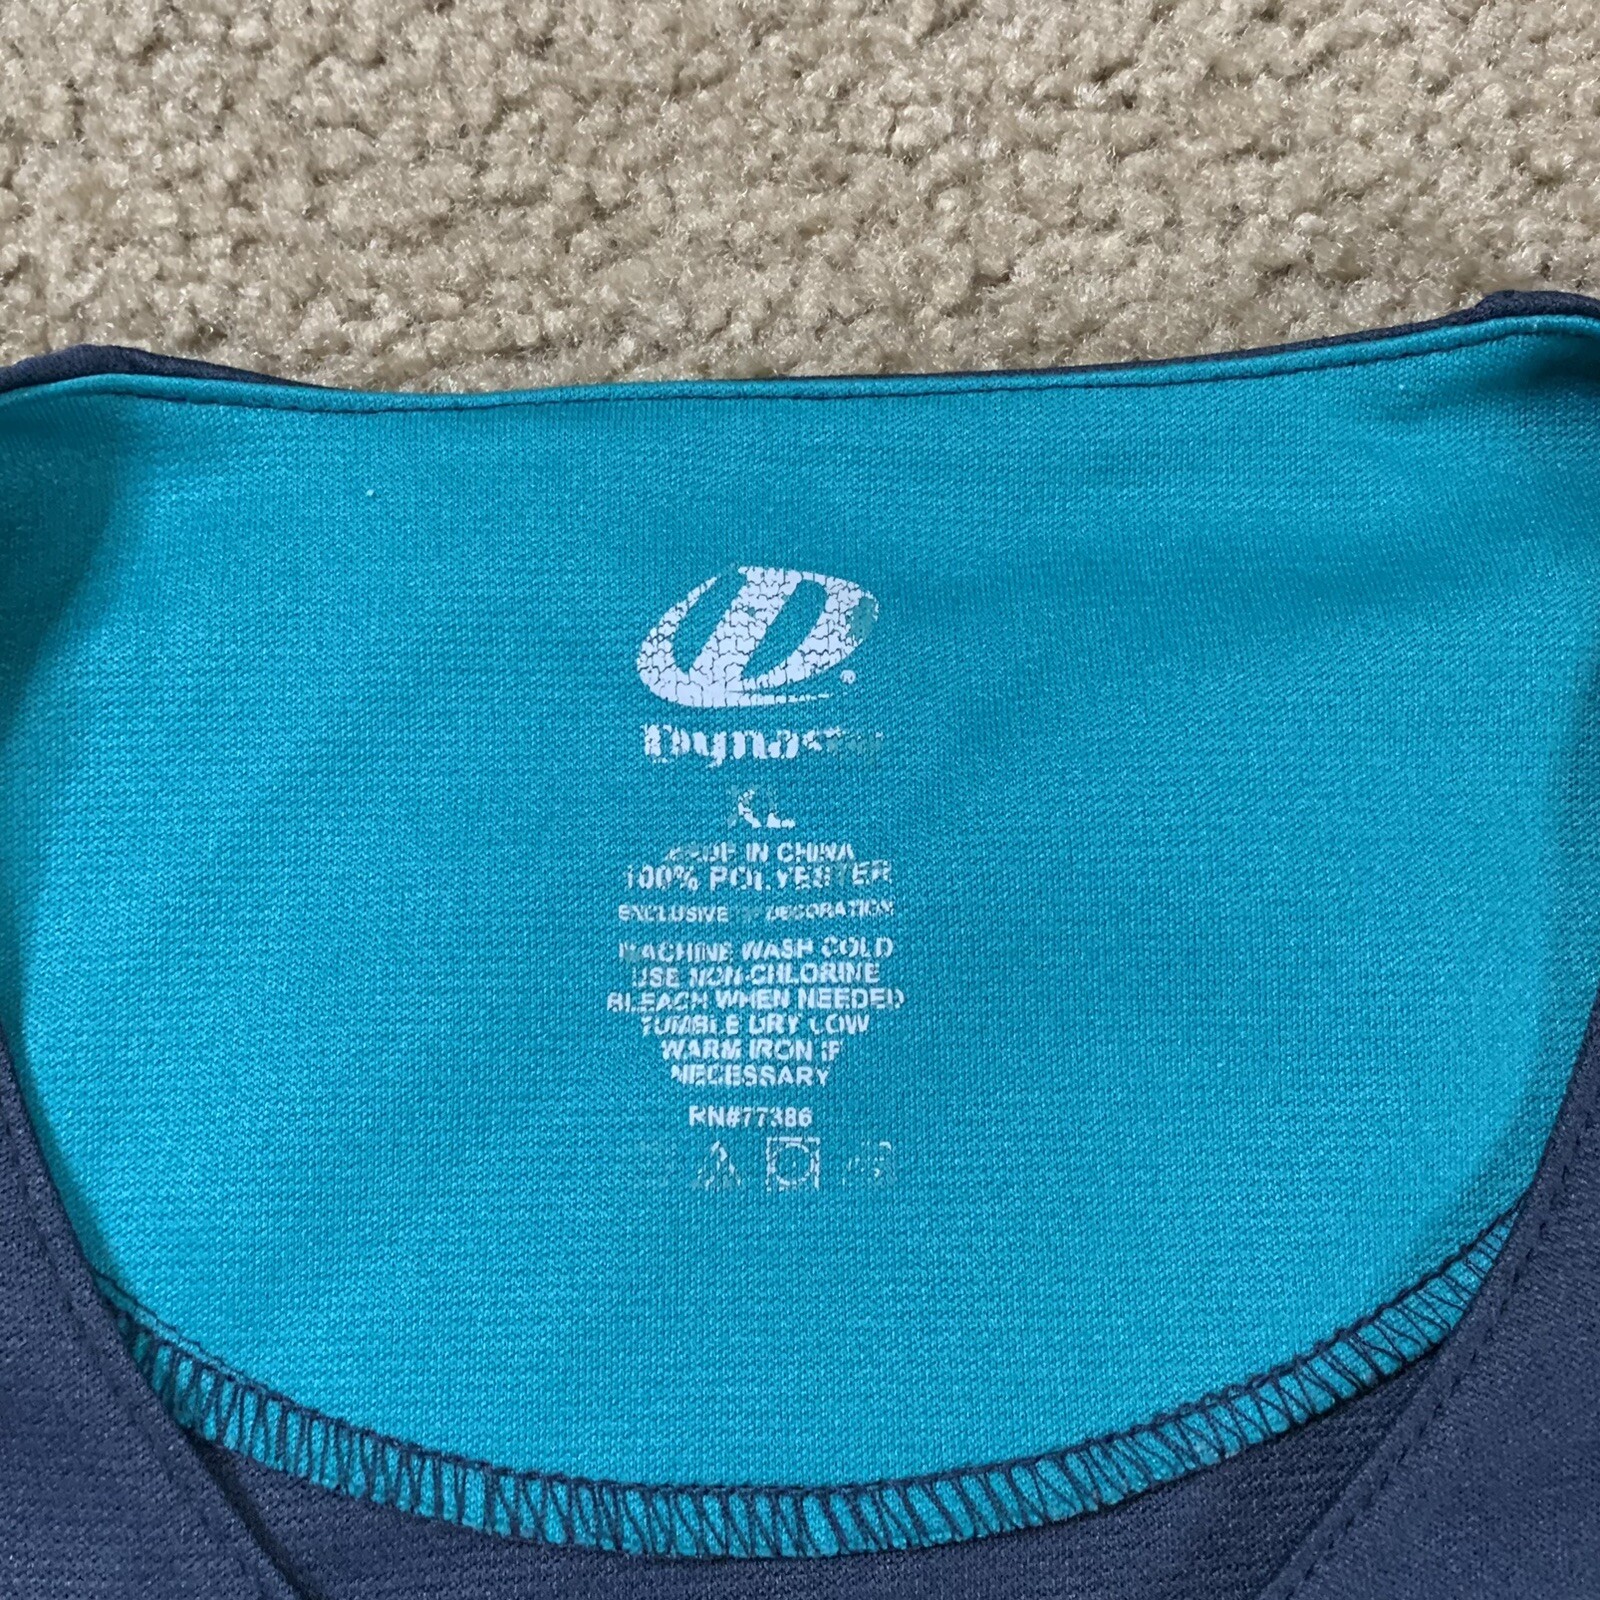 D®
XL
MADE IN CHINA
100% POLYESTER
EXCLUSIVE OF DECORATION
MACHINE WASH COLD
USE NON-CHLORINE
BLEACH WHEN NEEDED
TUMBLE DRY LOW
WARM IRON IF
NECESSARY
RN#77386